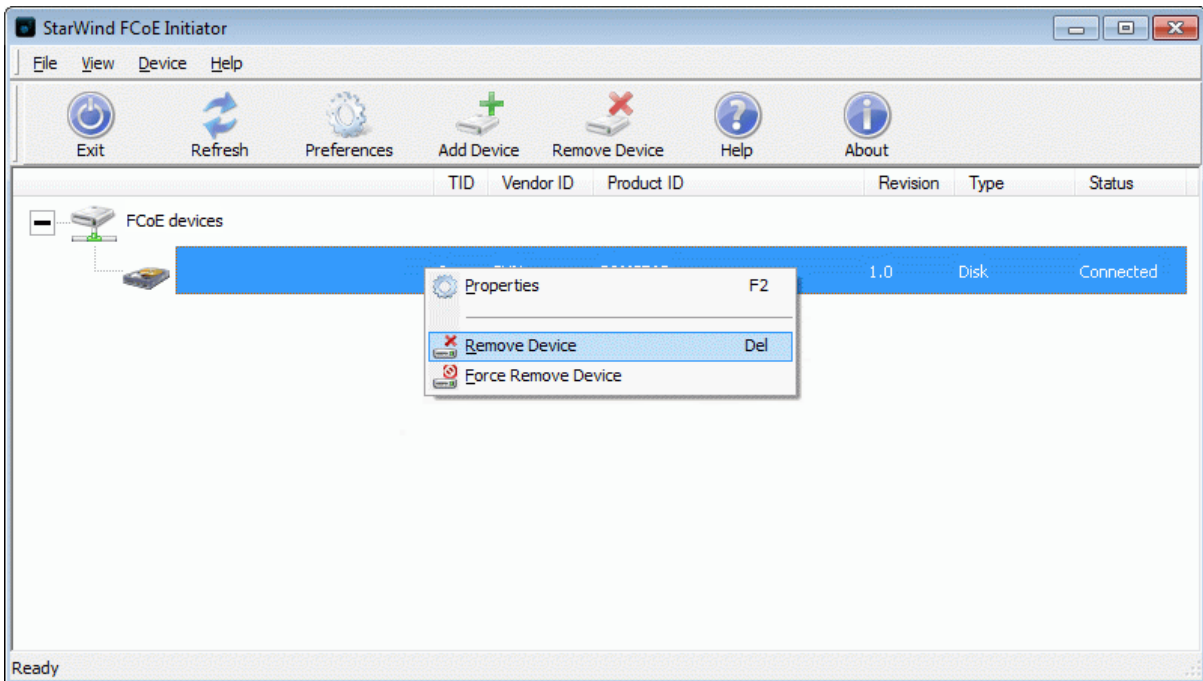 StarWind FCoE Initiator
File View Device Help
Exit Refresh Preferences Add Device Remove Device Help About
TID Vendor ID Product ID Revision Type Status
FCoE devices
1.0 Disk Connected
Properties F2
Remove Device Del
Force Remove Device
Ready